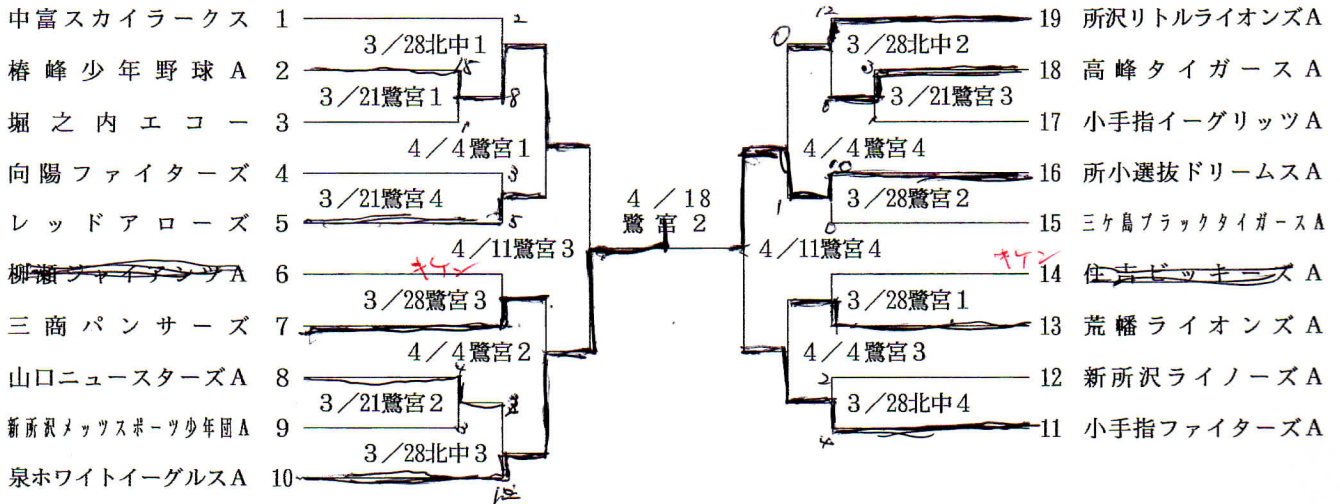 中富スカイラークス 1
2
3／28北中1
椿峰少年野球A 2
3／21鷺宮1
8
堀之内エコー 3
4／4鷺宮1
向陽ファイターズ 4
3
3／21鷺宮4
レッドアローズ 5
5
4／11鷺宮3
6
キケン
3／28鷺宮3
三商パンサーズ 7
4／4鷺宮2
山口ニュースターズA 8
4
3／21鷺宮2
新所沢メッツスポーツ少年団A 9
3
3／28北中3
泉ホワイトイーグルスA 10
4／18
鷺宮2
12
19 所沢リトルライオンズA
0
3／28北中2
3
18 高峰タイガースA
3／21鷺宮3
17 小手指イーグリッツA
4／4鷺宮4
16 所小選抜ドリームスA
1
3／28鷺宮2
0
15 三ケ島ブラックタイガースA
4／11鷺宮4
キケン
14 住吉ビッキーズA
3／28鷺宮1
13 荒幡ライオンズA
4／4鷺宮3
2
12 新所沢ライノーズA
3／28北中4
4
11 小手指ファイターズA